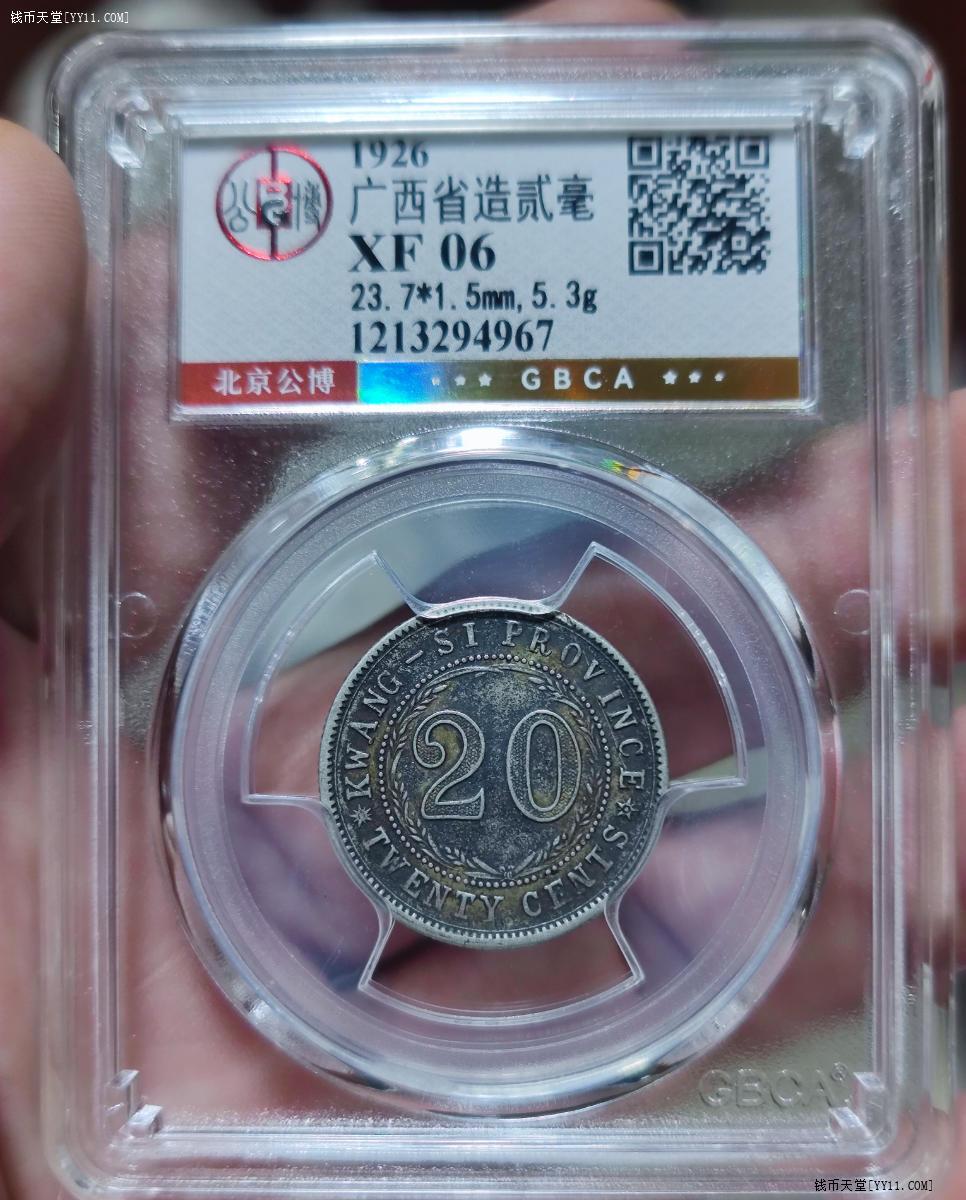 钱币天堂[YY11.COM]
1926
公博
广西省造贰毫
XF 06
23.7*1.5mm,5.3g
1213294967
北京公博
GBCA
KWANG-SI PROVINCE
20
TWENTY CENTS
GBCA®
钱币天堂[YY11.COM]